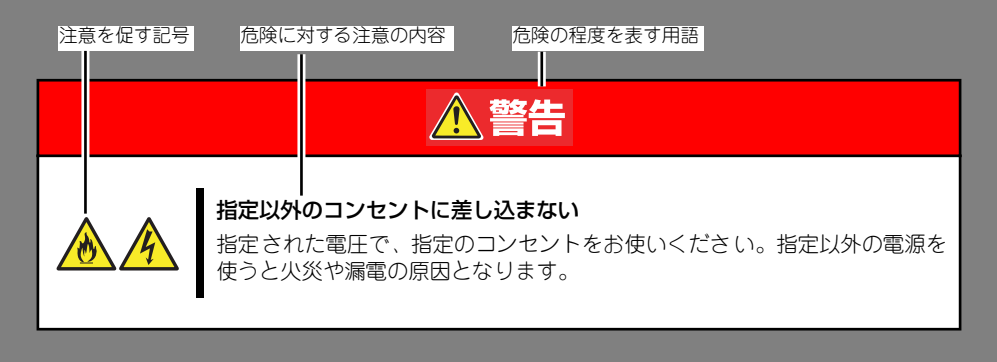 注意を促す記号
危険に対する注意の内容
危険の程度を表す用語
警告
指定以外のコンセントに差し込まない
指定された電圧で、指定のコンセントをお使いください。指定以外の電源を
使うと火災や漏電の原因となります。